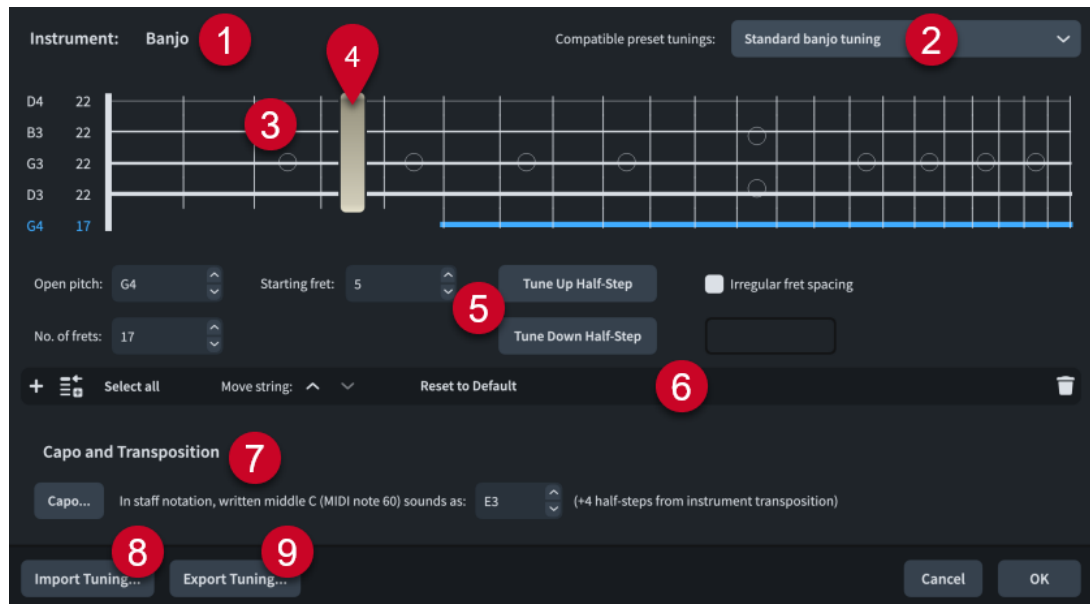 Instrument: Banjo 1 Compatible preset tunings: Standard banjo tuning 2
4
D4 22
3
B3 22
G3 22
D3 22
G4 17
Open pitch: G4 Starting fret: 5 Tune Up Half-Step Irregular fret spacing
5
No. of frets: 17 Tune Down Half-Step
Select all Move string: Reset to Default 6
Capo and Transposition 7
Capo... In staff notation, written middle C (MIDI note 60) sounds as: E3 (+4 half-steps from instrument transposition)
8 9
Import Tuning... Export Tuning... Cancel OK